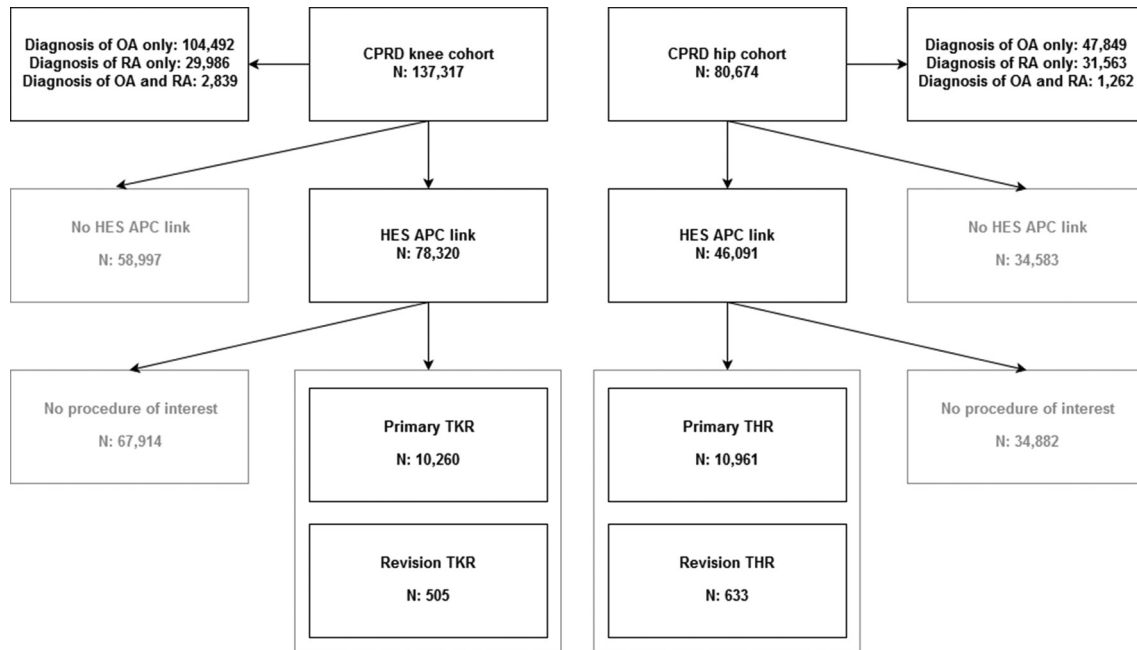 Diagnosis of OA only: 104,492
Diagnosis of RA only: 29,986
Diagnosis of OA and RA: 2,839
CPRD knee cohort
N: 137,317
CPRD hip cohort
N: 80,674
Diagnosis of OA only: 47,849
Diagnosis of RA only: 31,563
Diagnosis of OA and RA: 1,262
No HES APC link
N: 58,997
HES APC link
N: 78,320
HES APC link
N: 46,091
No HES APC link
N: 34,583
No procedure of interest
N: 67,914
Primary TKR
N: 10,260
Primary THR
N: 10,961
No procedure of interest
N: 34,882
Revision TKR
N: 505
Revision THR
N: 633